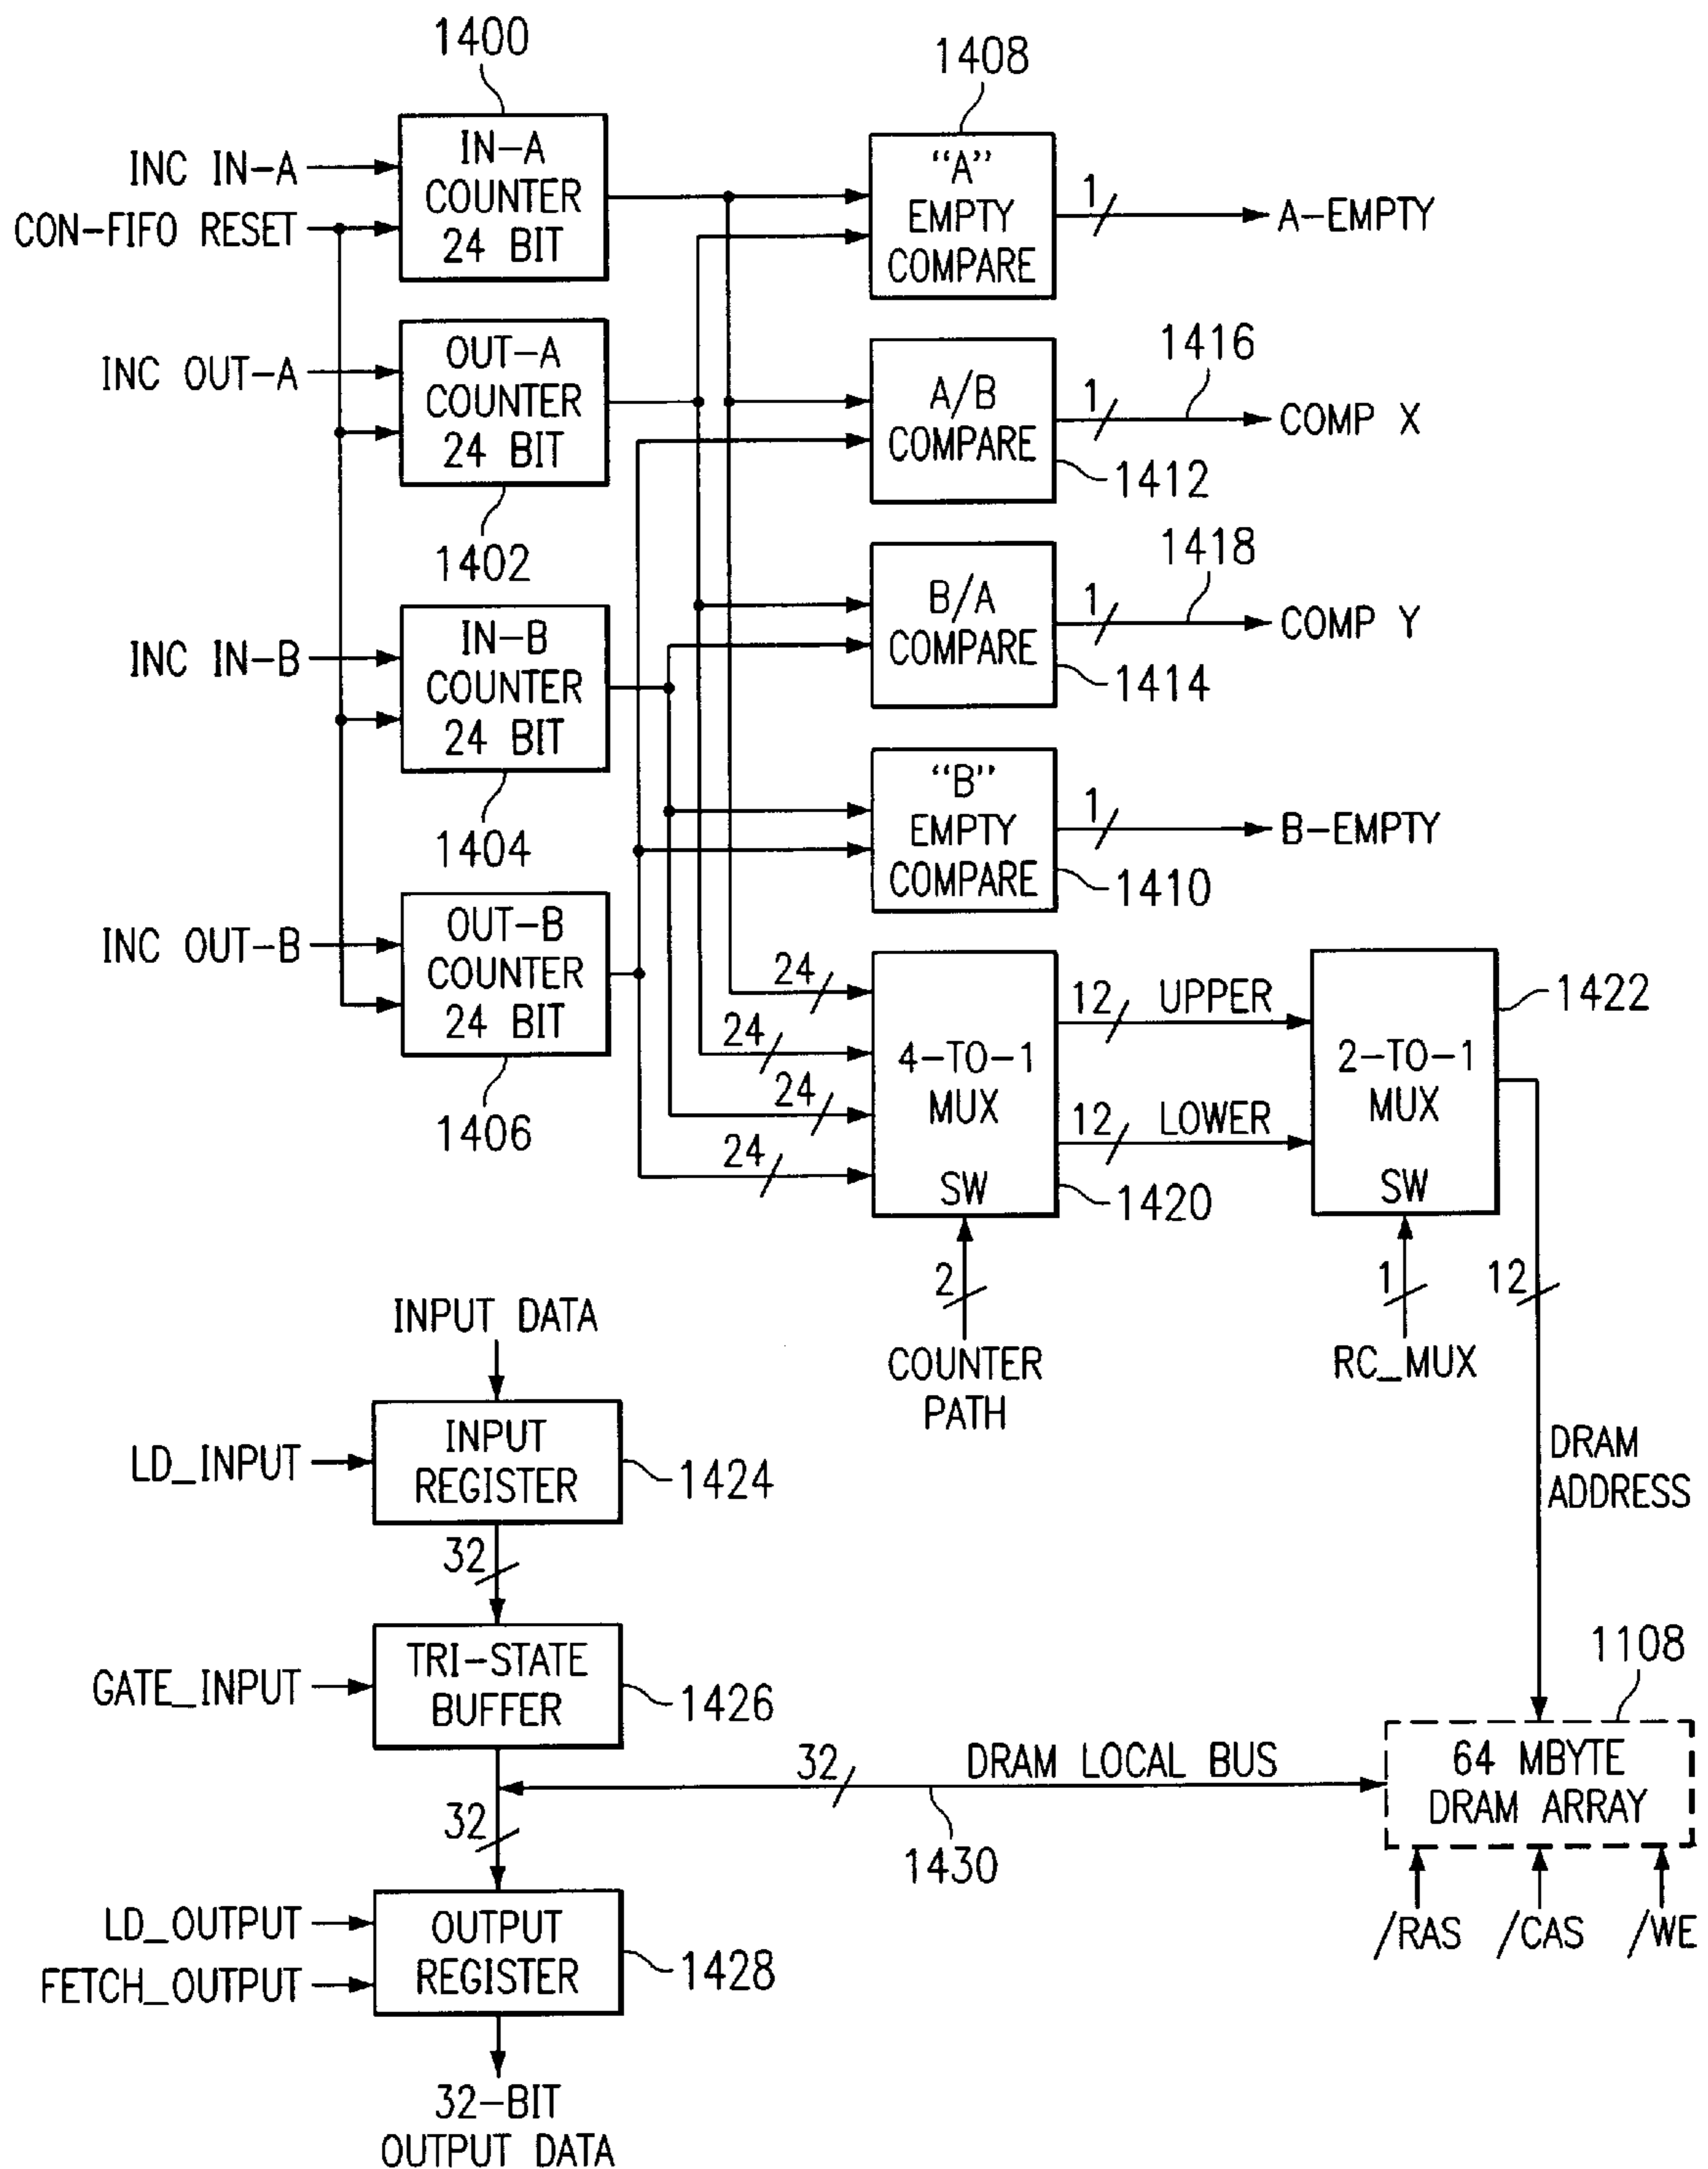 1400
IN-A
COUNTER
24 BIT
INC IN-A
CON-FIFO RESET
1408
"A"
EMPTY
COMPARE
1
A-EMPTY
INC OUT-A
OUT-A
COUNTER
24 BIT
1402
A/B
COMPARE
1412
1
1416
COMP X
B/A
COMPARE
1414
1
1418
COMP Y
INC IN-B
IN-B
COUNTER
24 BIT
1404
"B"
EMPTY
COMPARE
1410
1
B-EMPTY
INC OUT-B
OUT-B
COUNTER
24 BIT
1406
24
24
24
24
4-TO-1
MUX
SW
1420
2
COUNTER
PATH
12 UPPER
12 LOWER
2-TO-1
MUX
SW
1422
1
RC_MUX
12
DRAM
ADDRESS
INPUT DATA
LD_INPUT
INPUT
REGISTER
1424
32
GATE_INPUT
TRI-STATE
BUFFER
1426
32
32
DRAM LOCAL BUS
1430
1108
64 MBYTE
DRAM ARRAY
/RAS
/CAS
/WE
LD_OUTPUT
FETCH_OUTPUT
OUTPUT
REGISTER
1428
32-BIT
OUTPUT DATA